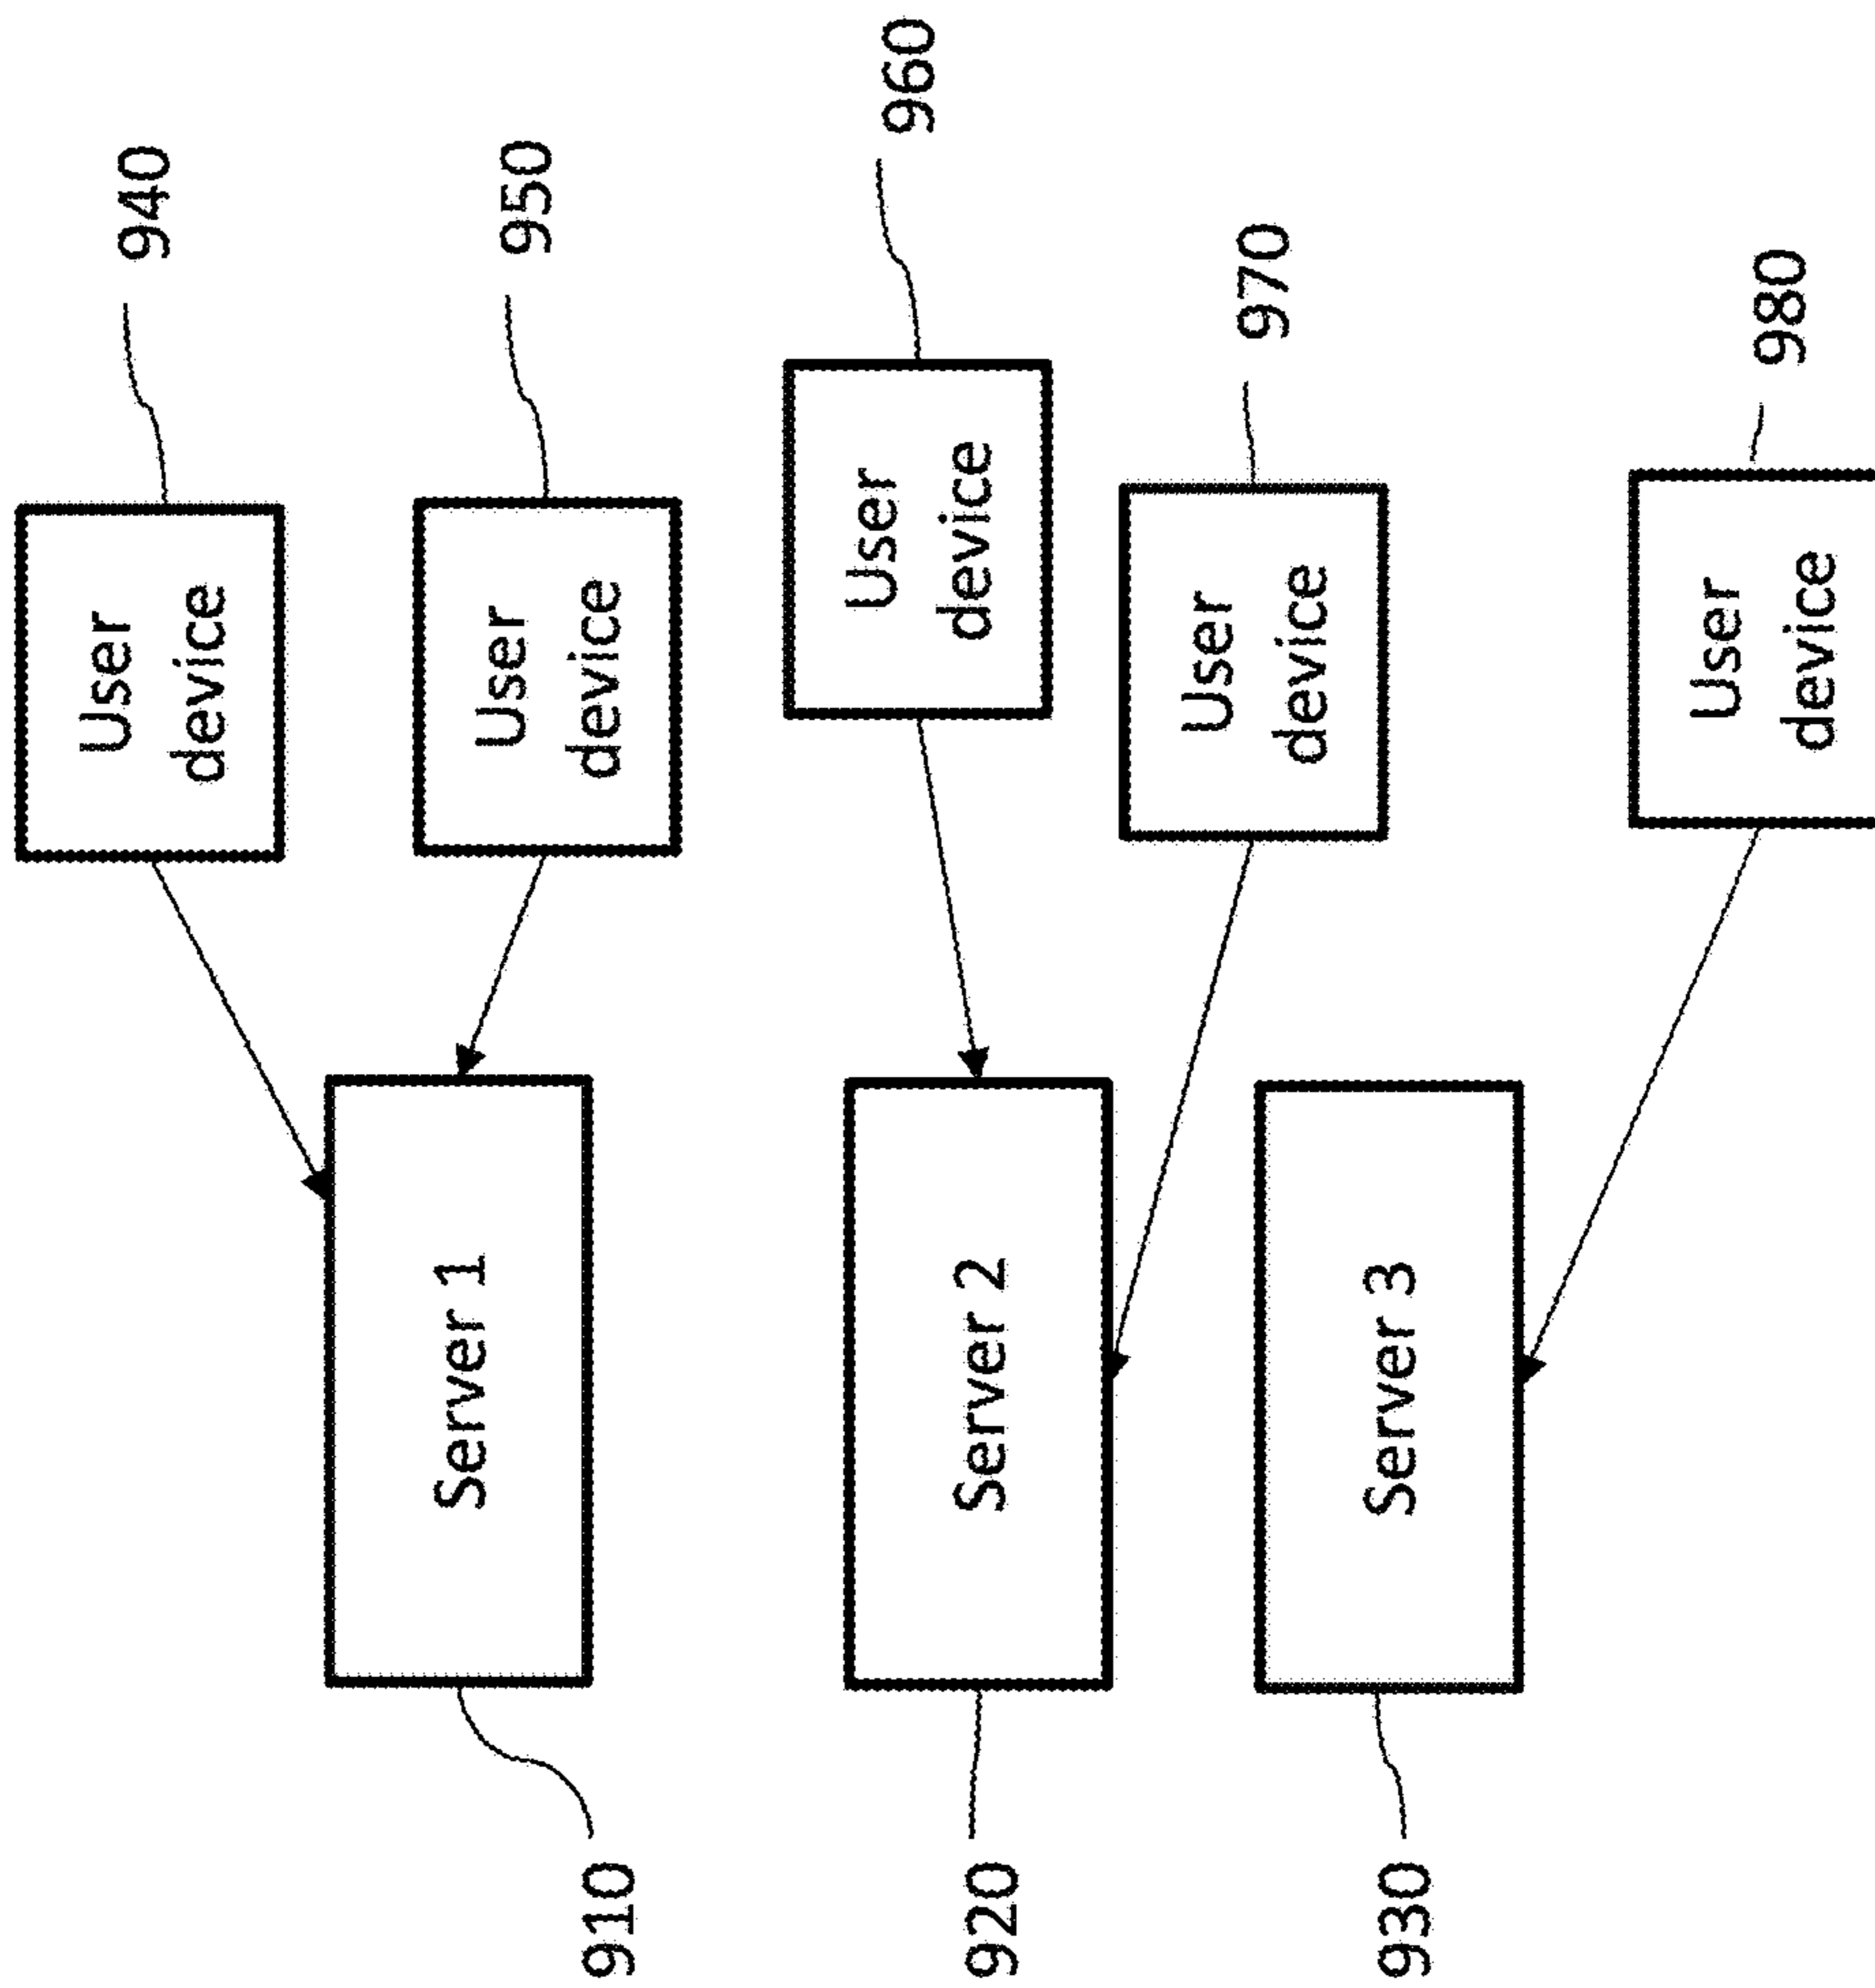 940
User
device
950
User
device
960
User
device
970
User
device
980
User
device
Server 1
Server 2
Server 3
910
920
930